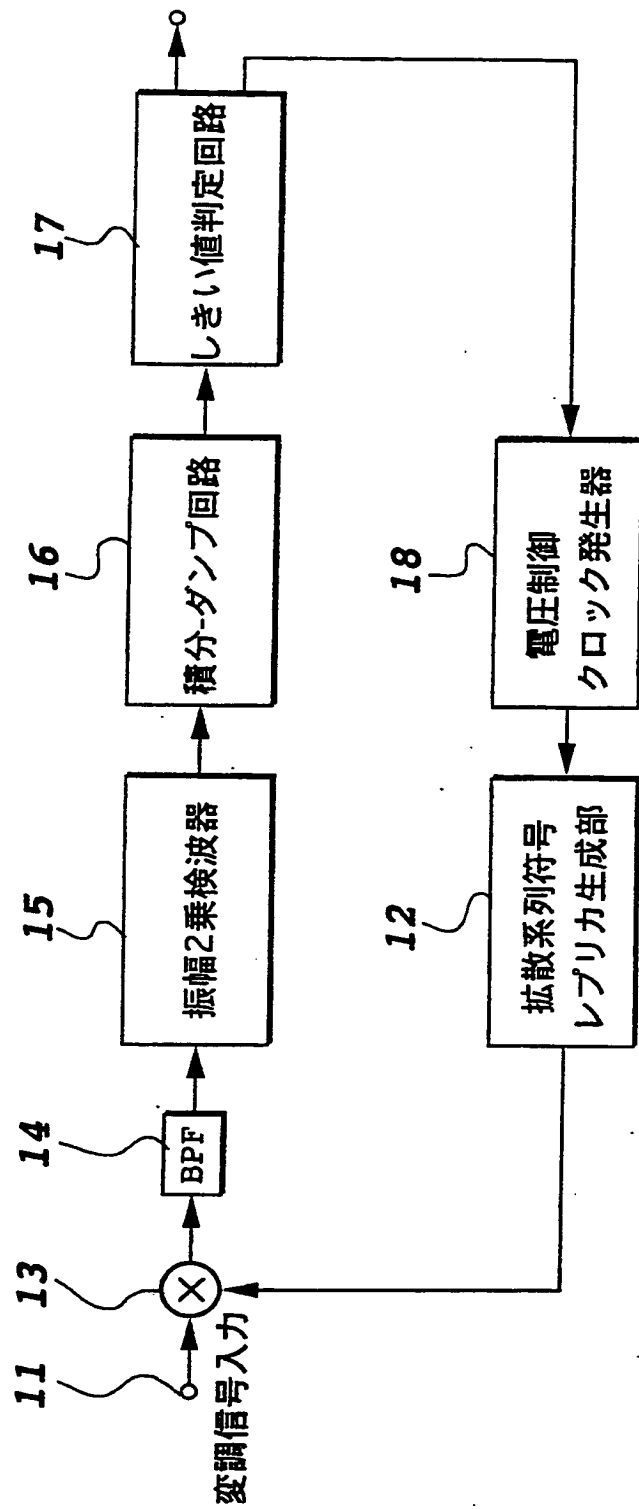 11
変調信号入力
13
14
BPF
15
振幅2乗検波器
16
積分-ダンプ回路
17
しきい値判定回路
12
拡散系列符号
レプリカ生成部
18
電圧制御
クロック発生器